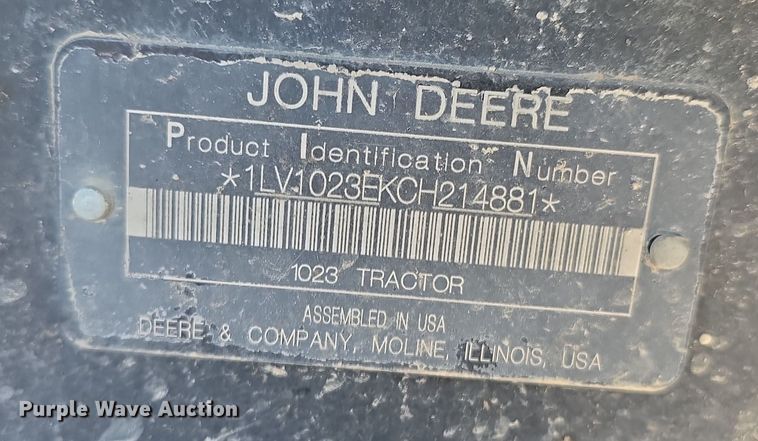 JOHN DEERE
Product Identification Number
*1LV1023EKCH214881*
1023 TRACTOR
ASSEMBLED IN USA
DEERE & COMPANY, MOLINE, ILLINOIS, USA
Purple Wave Auction